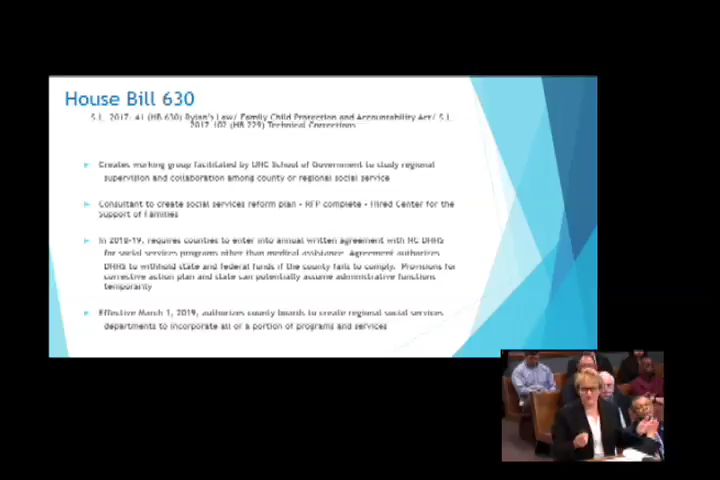 House Bill 630
S.L. 2017-41 (HB 630) Rylan's Law/ Family Child Protection and Accountability Act/ S.L.
2017-102 (HB 229) Technical Corrections
Creates working group facilitated by UNC School of Government to study regional
supervision and collaboration among county or regional social service
Consultant to create social services reform plan - RFP complete - Hired Center for the
Support of Families
In 2018-19, requires counties to enter into annual written agreement with NC DHHS
for social services programs other than medical assistance. Agreement authorizes
DHHS to withhold state and federal funds if the county fails to comply. Provisions for
corrective action plan and state can potentially assume administrative functions
temporarily
Effective March 1, 2019, authorizes county boards to create regional social services
departments to incorporate all or a portion of programs and services